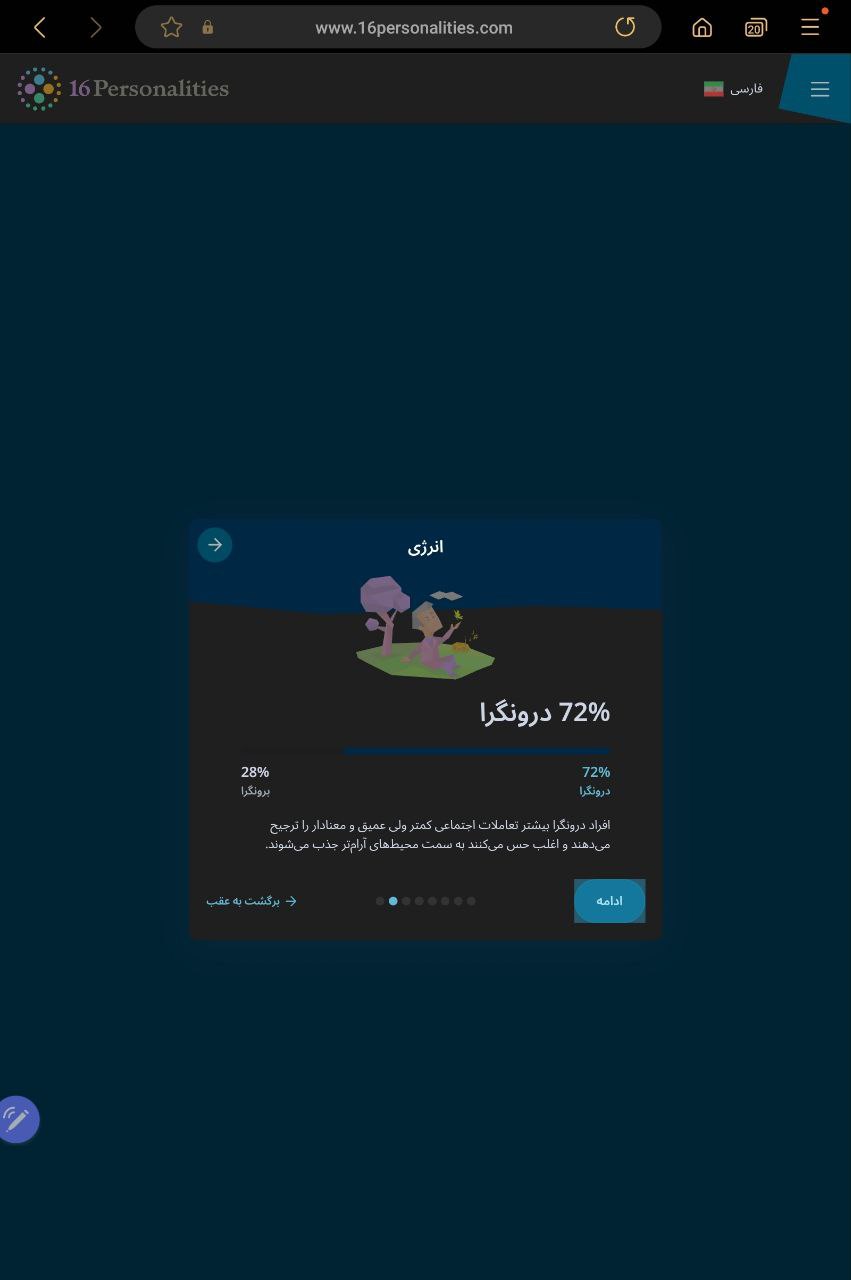 www.16personalities.com
20
16Personalities
فارسی
انرژی
72% درونگرا
72%
28%
درونگرا
برونگرا
افراد درونگرا بیشتر تعاملات اجتماعی کمتر ولی عمیق و معنادار را ترجیح
می‌دهند و اغلب حس می‌کنند به سمت محیط‌های آرام‌تر جذب می‌شوند.
ادامه
برگشت به عقب